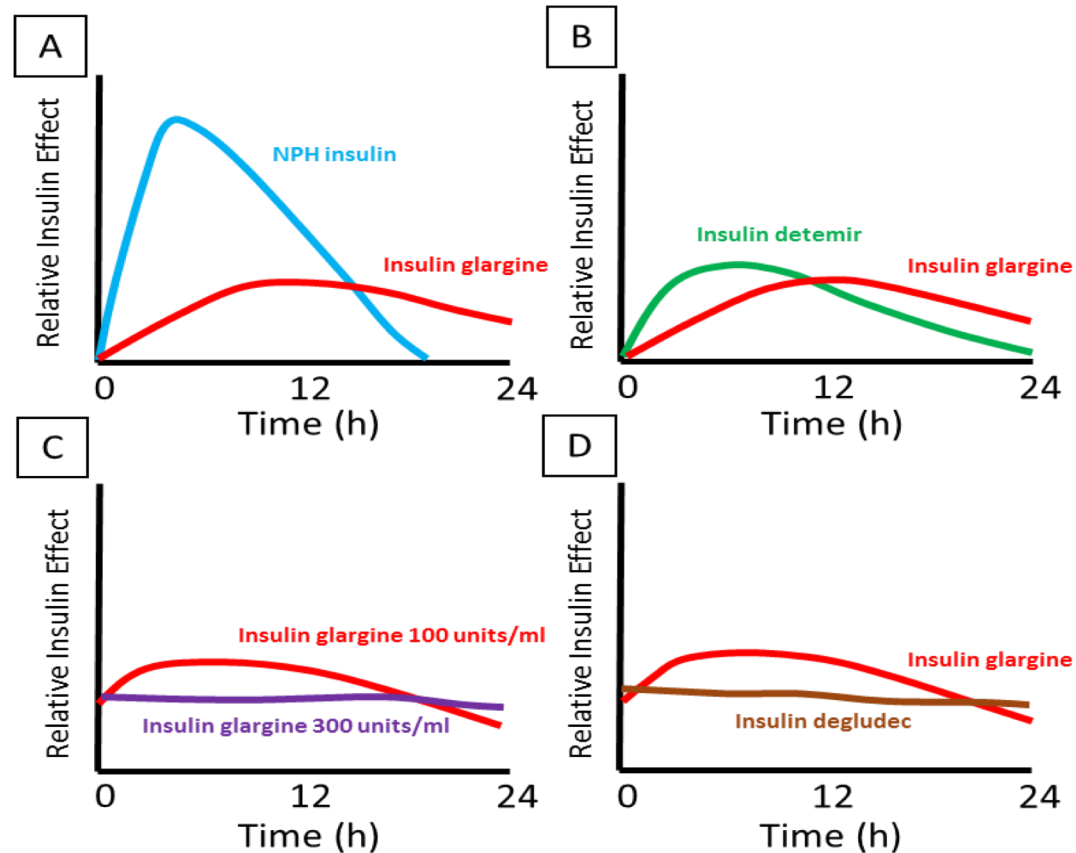 A
Relative Insulin Effect
NPH insulin
Insulin glargine
0
12
24
Time (h)
B
Relative Insulin Effect
Insulin detemir
Insulin glargine
0
12
24
Time (h)
C
Relative Insulin Effect
Insulin glargine 100 units/ml
Insulin glargine 300 units/ml
0
12
24
Time (h)
D
Relative Insulin Effect
Insulin glargine
Insulin degludec
0
12
24
Time (h)